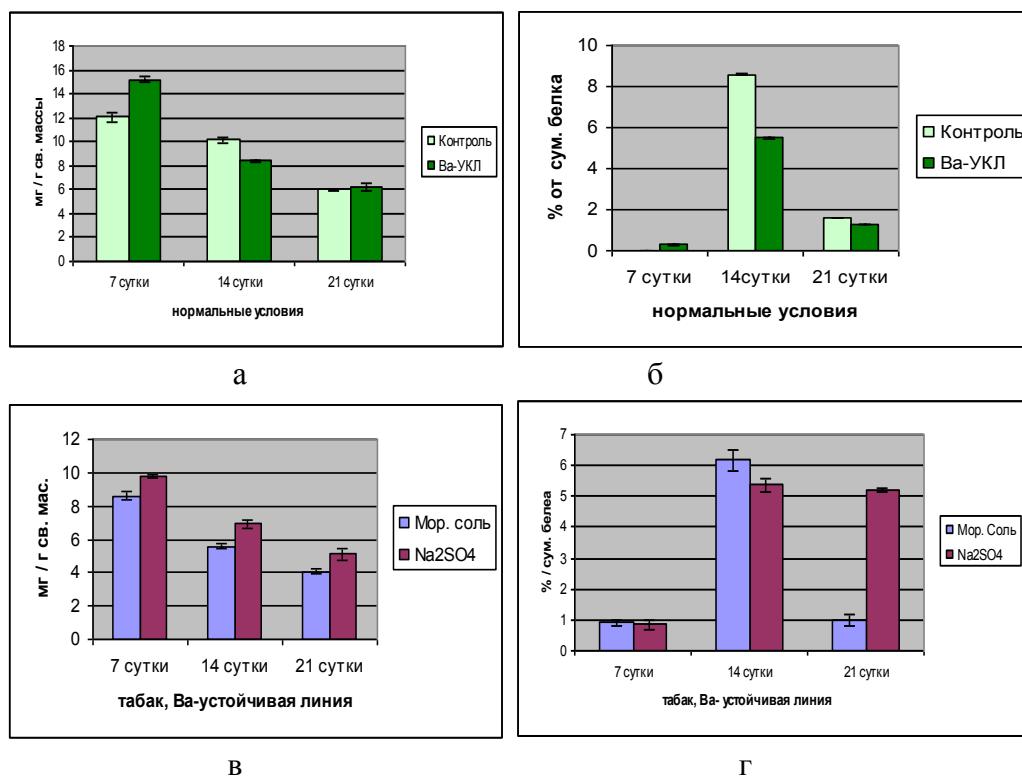 мг / г св. массы
18
16
14
12
10
8
6
4
2
0
7 сутки 14 сутки 21 сутки
нормальные условия
Контроль
Ва-УКЛ
а
% от сум. белка
10
8
6
4
2
0
7 сутки 14сутки 21 сутки
нормальные условия
Контроль
Ва-УКЛ
б
мг / г св. мас.
12
10
8
6
4
2
0
7 сутки 14 сутки 21 сутки
табак, Ва-устойчивая линия
Мор. соль
Na2SO4
в
% / сум. белеа
7
6
5
4
3
2
1
0
7 сутки 14 сутки 21 сутки
табак, Ва- устойчивая линия
Мор. Соль
Na2SO4
г